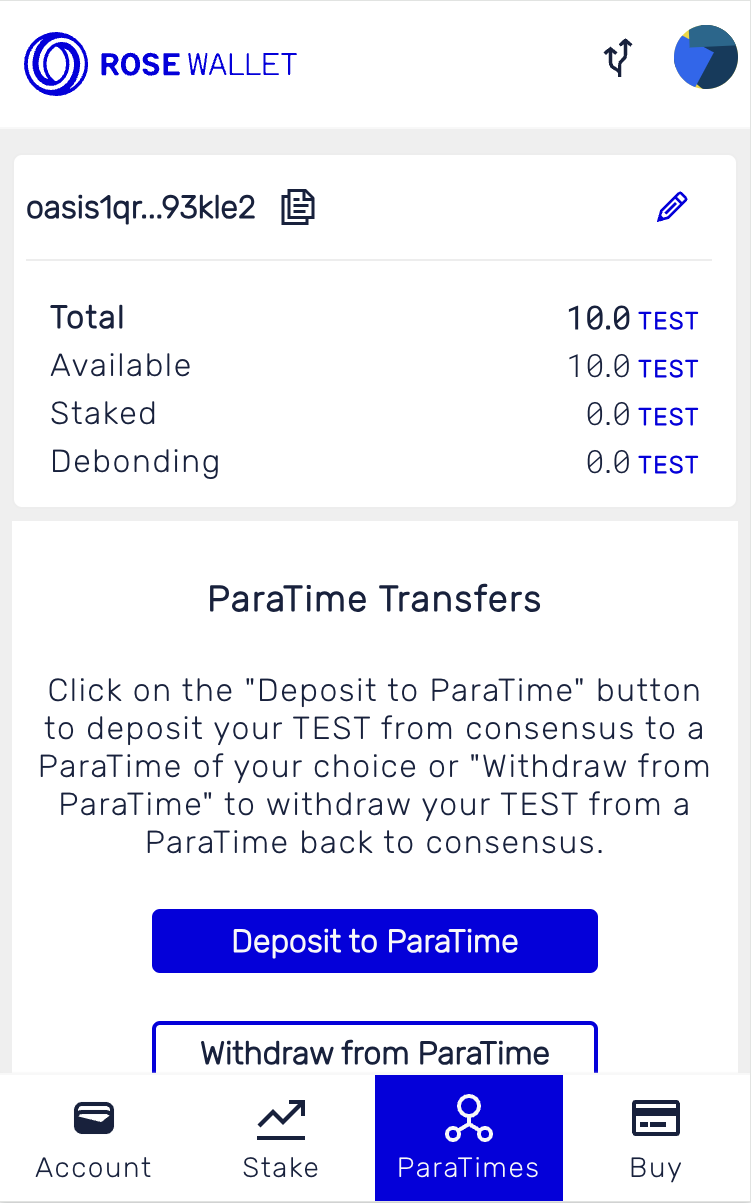 ROSE WALLET
oasis1qr...93kle2
Total 10.0 TEST
Available 10.0 TEST
Staked 0.0 TEST
Debonding 0.0 TEST
ParaTime Transfers
Click on the "Deposit to ParaTime" button
to deposit your TEST from consensus to a
ParaTime of your choice or "Withdraw from
ParaTime" to withdraw your TEST from a
ParaTime back to consensus.
Deposit to ParaTime
Withdraw from ParaTime
Account Stake ParaTimes Buy